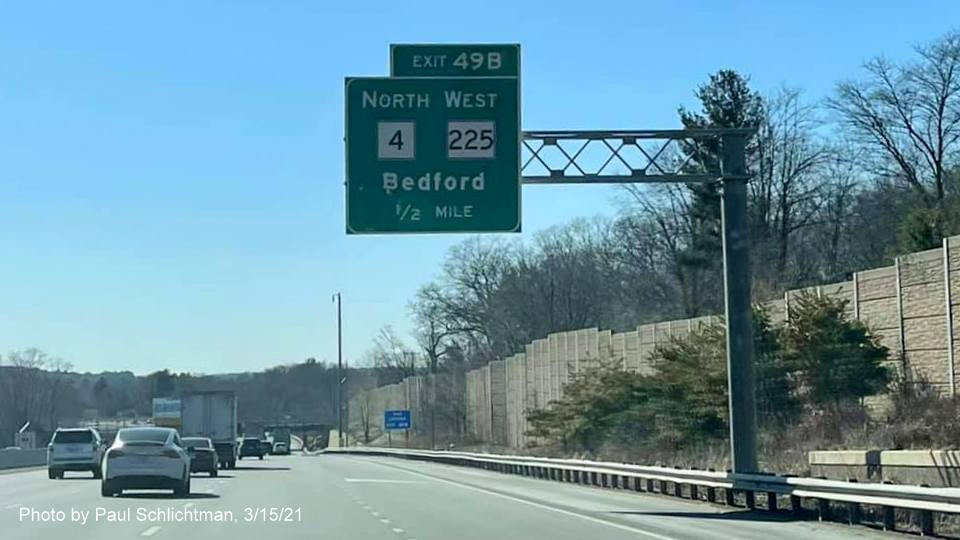 EXIT 49B
NORTH WEST
4 225
Bedford
1/2 MILE
Photo by Paul Schlichtman, 3/15/21